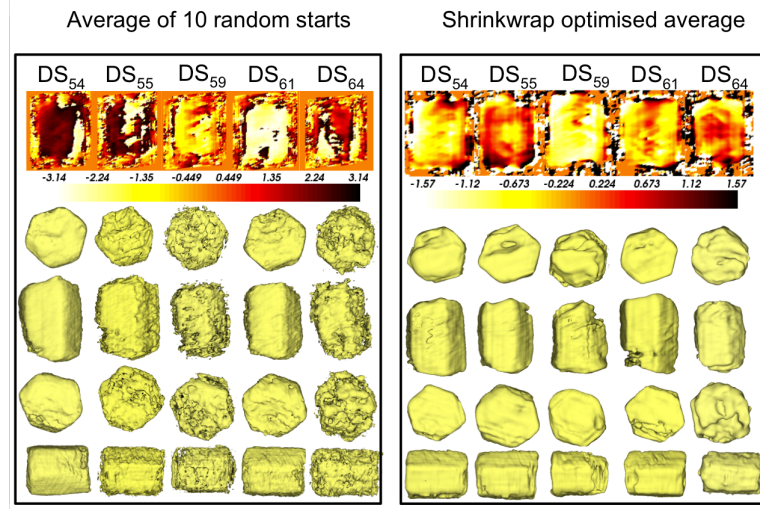 Average of 10 random starts
DS54 DS55 DS59 DS61 DS64
-3.14 -2.24 -1.35 -0.449 0.449 1.35 2.24 3.14
Shrinkwrap optimised average
DS54 DS55 DS59 DS61 DS64
-1.57 -1.12 -0.673 -0.224 0.224 0.673 1.12 1.57